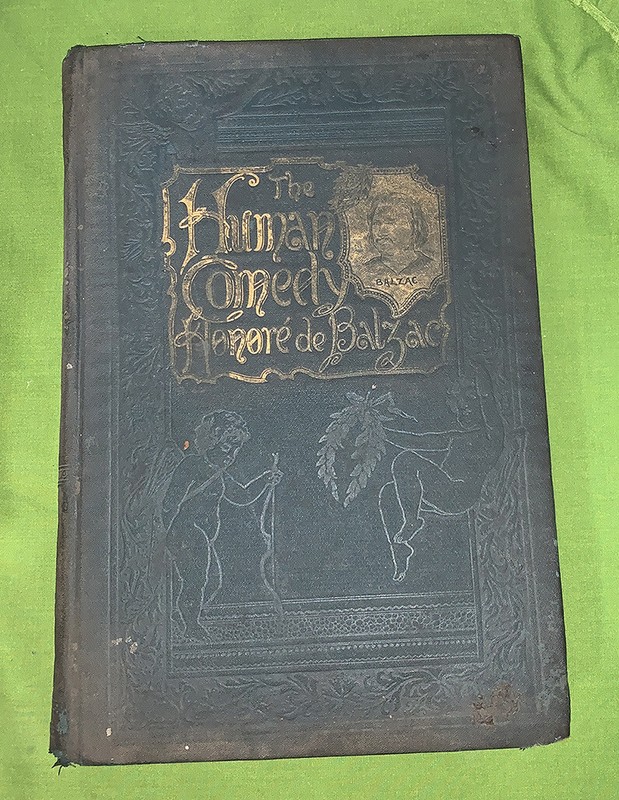 The
Human
Comedy
Honoré de Balzac
BALZAC